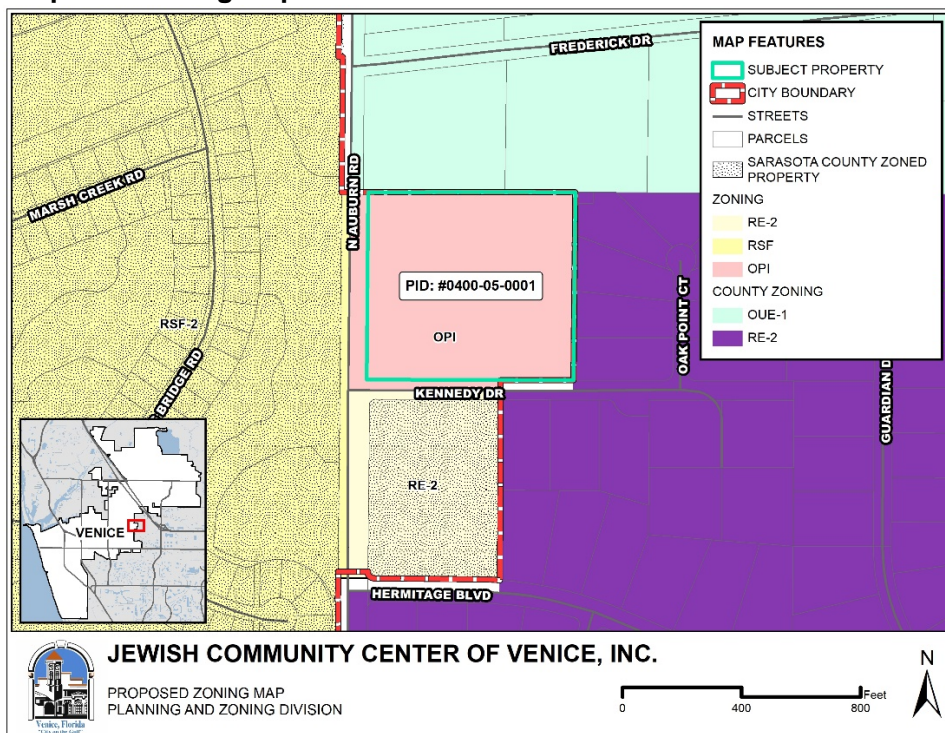 FREDERICK DR
MARSH CREEK RD
N AUBURN RD
PID: #0400-05-0001
OPI
RSF-2
BRIDGE RD
KENNEDY DR
OAK POINT CT
GUARDIAN D
RE-2
HERMITAGE BLVD
VENICE
MAP FEATURES
SUBJECT PROPERTY
CITY BOUNDARY
STREETS
PARCELS
SARASOTA COUNTY ZONED
PROPERTY
ZONING
RE-2
RSF
OPI
COUNTY ZONING
OUE-1
RE-2
JEWISH COMMUNITY CENTER OF VENICE, INC.
PROPOSED ZONING MAP
PLANNING AND ZONING DIVISION
Venice, Florida
0 400 800 Feet
N